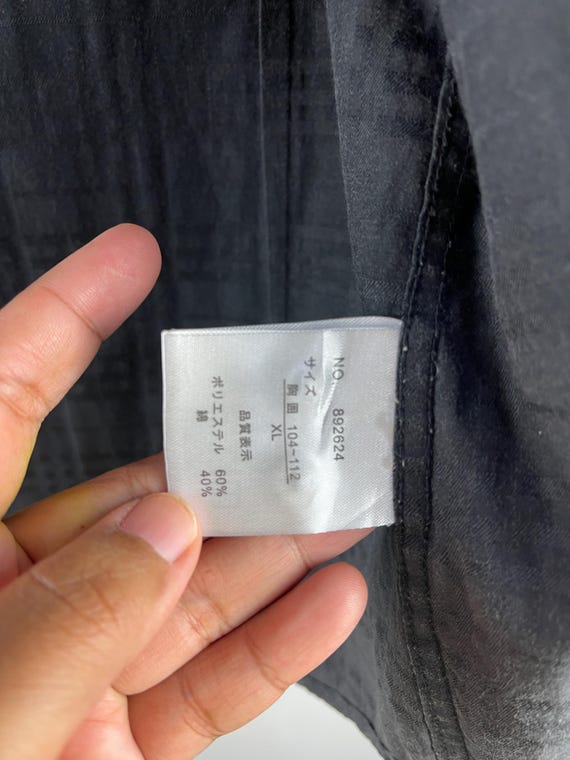 NO. 892624
サイズ
胸囲 104~112
XL
品質表示
ポリエステル 60%
綿 40%